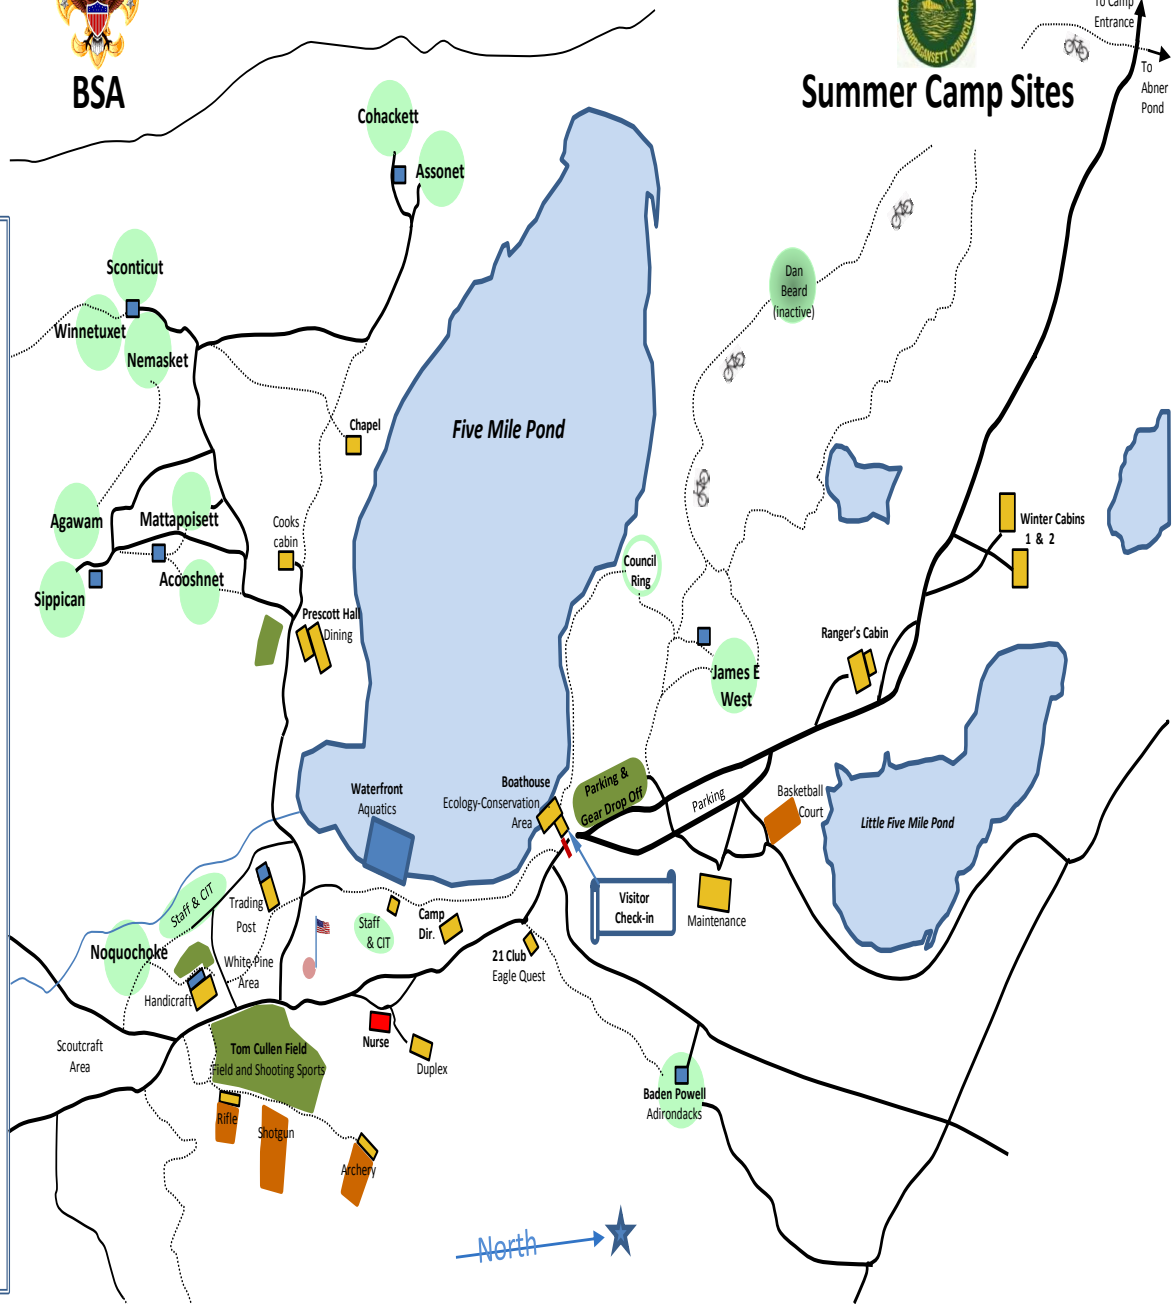 To Camp
Entrance
To
Abner
Pond
BSA
NARRAGANSETT COUNCIL
Summer Camp Sites
Cohackett
Assonet
Sconticut
Winnetuxet
Nemasket
Dan
Beard
(inactive)
Five Mile Pond
Chapel
Agawam
Mattapoisett
Cooks
cabin
Winter Cabins
1 & 2
Sippican
Acooshnet
Council
Ring
Prescott Hall
Dining
Ranger's Cabin
James E
West
Waterfront
Aquatics
Boathouse
Ecology-Conservation
Area
Parking &
Gear Drop Off
Parking
Basketball
Court
Little Five Mile Pond
Staff & CIT
Trading
Post
Staff
& CIT
Camp
Dir.
Visitor
Check-in
Maintenance
Noquochoke
White Pine
Area
21 Club
Eagle Quest
Handicraft
Scoutcraft
Area
Tom Cullen Field
Field and Shooting Sports
Nurse
Duplex
Baden Powell
Adirondacks
Rifle
Shotgun
Archery
North